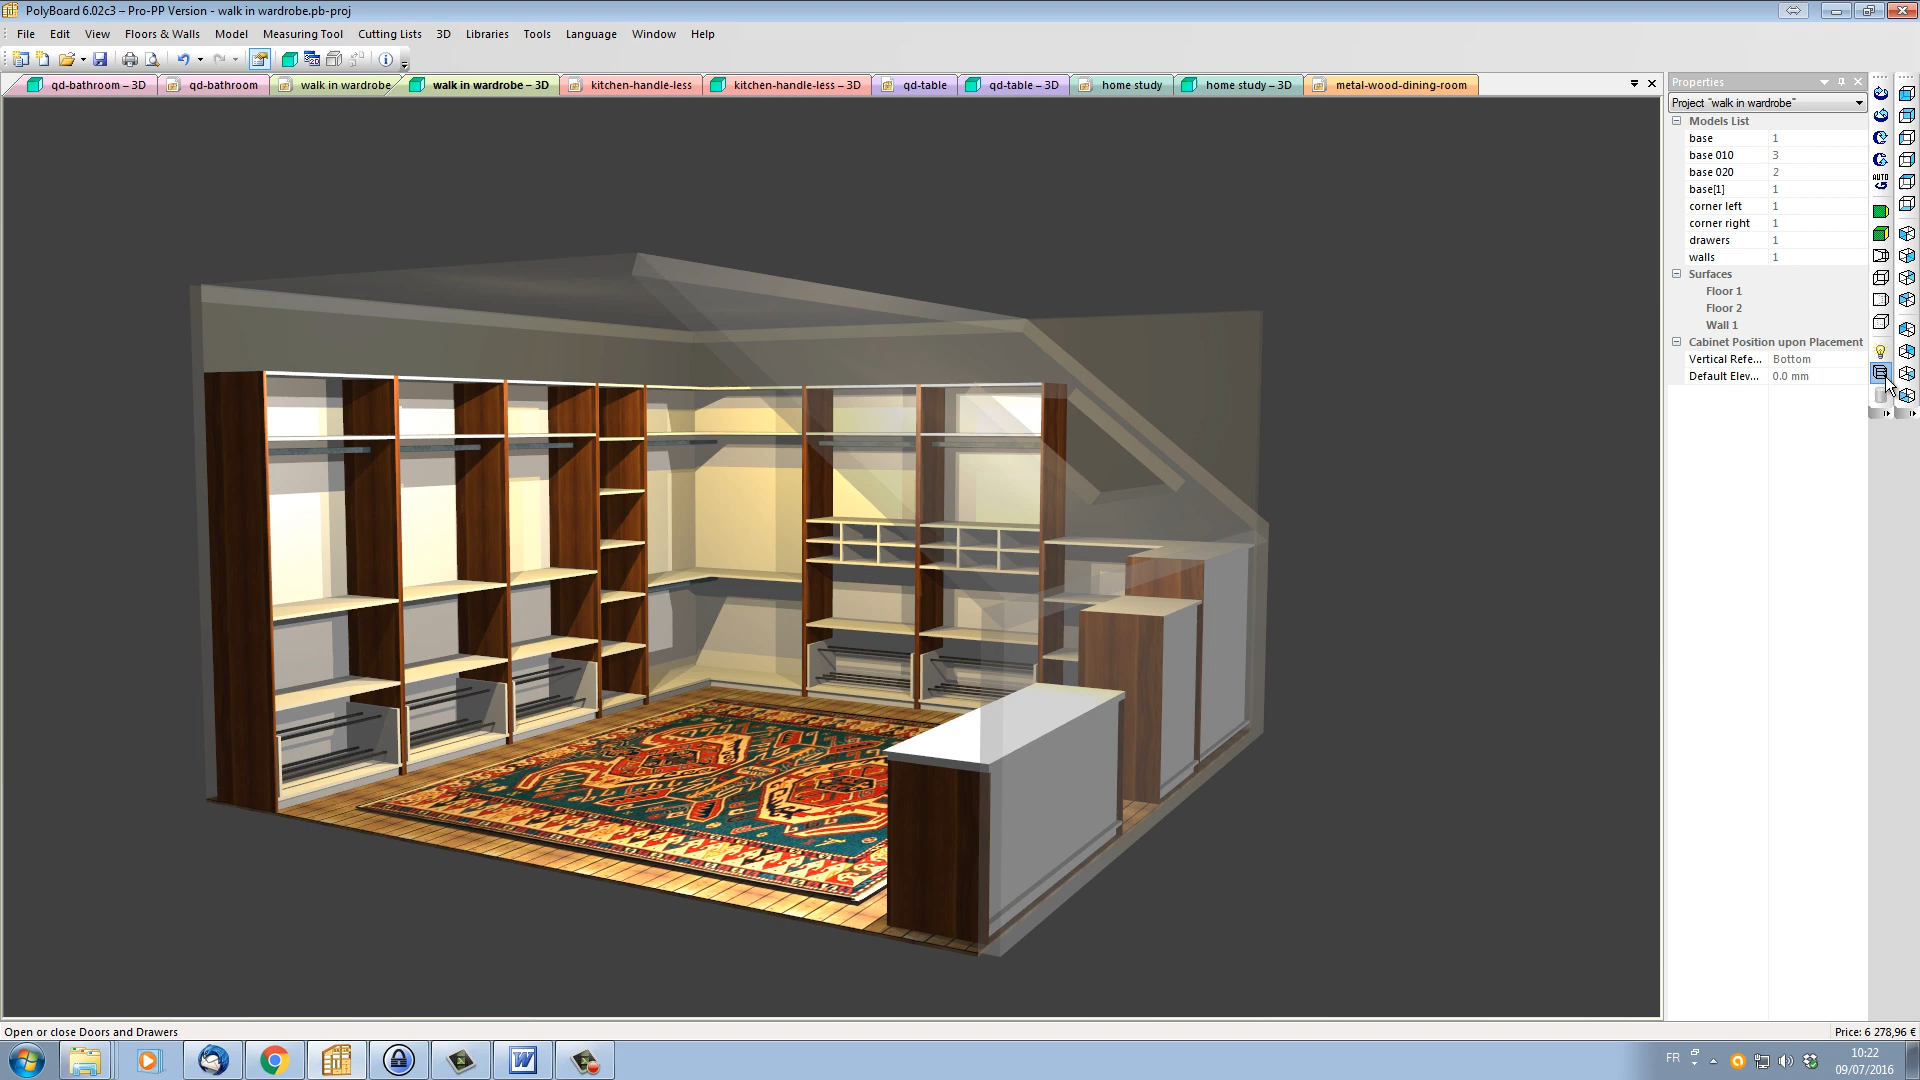 PolyBoard 6.02c3 – Pro-PP Version - walk in wardrobe.pb-proj
File Edit View Floors & Walls Model Measuring Tool Cutting Lists 3D Libraries Tools Language Window Help
qd-bathroom – 3D qd-bathroom walk in wardrobe walk in wardrobe – 3D kitchen-handle-less kitchen-handle-less – 3D qd-table qd-table – 3D home study home study – 3D metal-wood-dining-room
Properties
Project "walk in wardrobe"
Models List
base 1
base 010 3
base 020 2
base[1] 1
corner left 1
corner right 1
drawers 1
walls 1
Surfaces
Floor 1
Floor 2
Wall 1
Cabinet Position upon Placement
Vertical Refe... Bottom
Default Elev... 0.0 mm
AUTO
Open or close Doors and Drawers
Price: 6 278,96 €
FR
10:22
09/07/2016